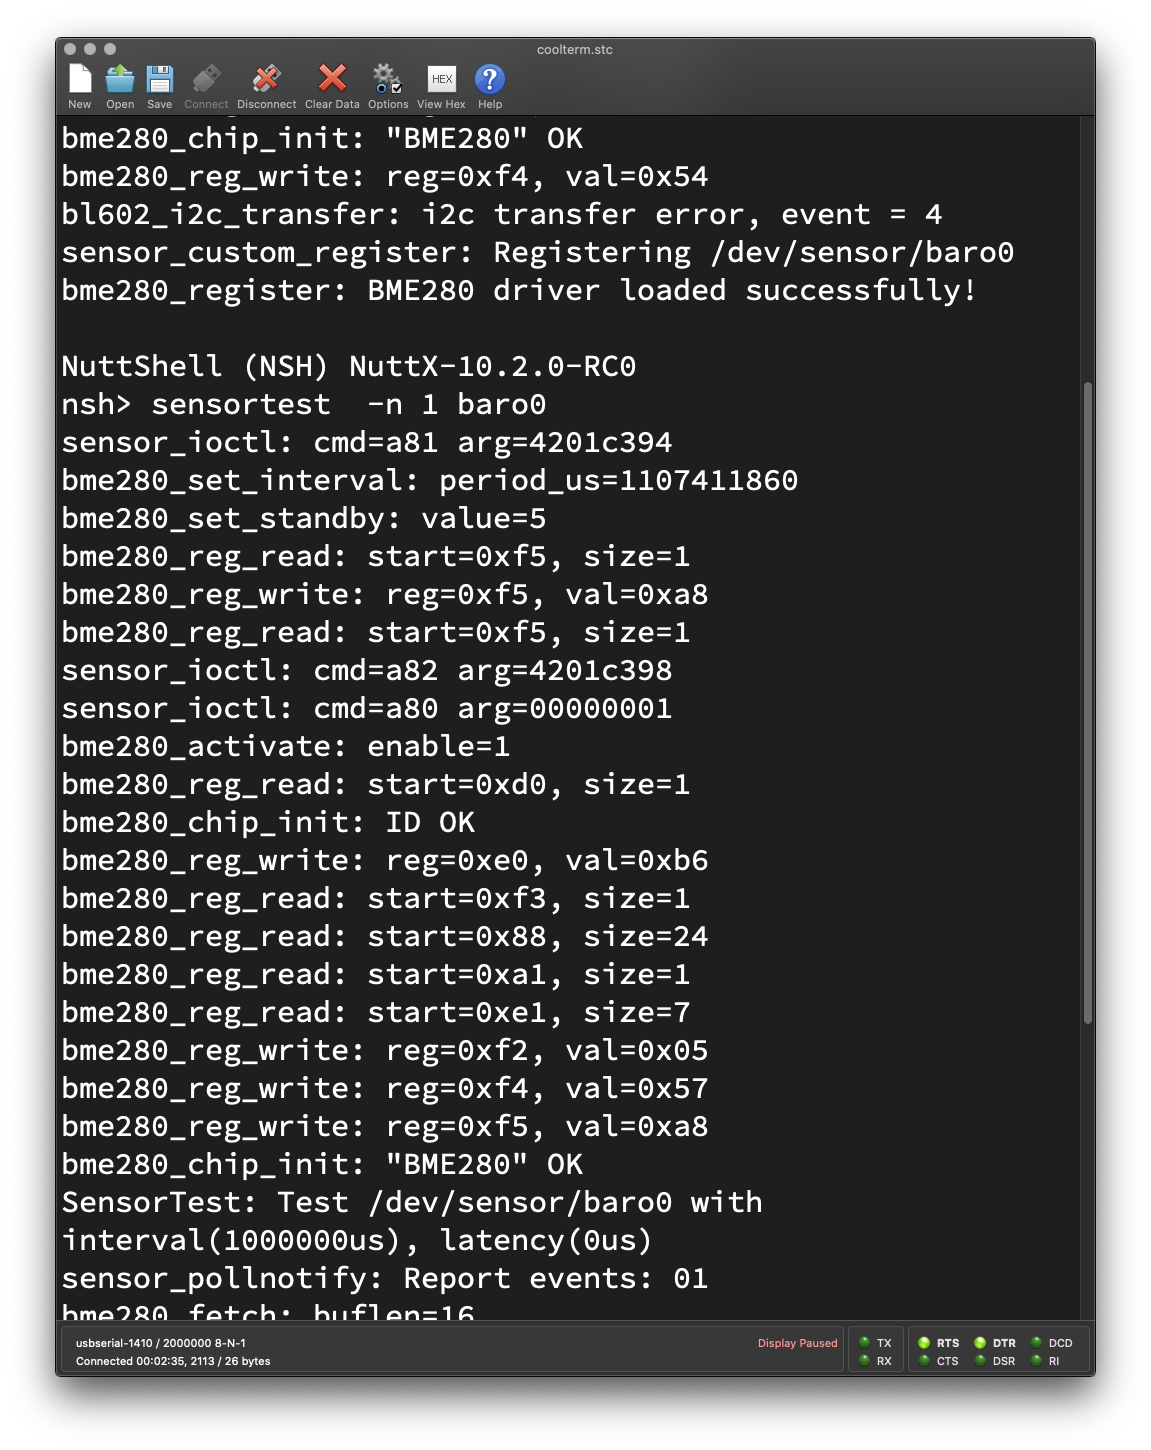 coolterm.stc
New Open Save Connect Disconnect Clear Data Options View Hex Help
HEX
?
bme280_chip_init: "BME280" OK
bme280_reg_write: reg=0xf4, val=0x54
bl602_i2c_transfer: i2c transfer error, event = 4
sensor_custom_register: Registering /dev/sensor/baro0
bme280_register: BME280 driver loaded successfully!
NuttShell (NSH) NuttX-10.2.0-RC0
nsh> sensortest  -n 1 baro0
sensor_ioctl: cmd=a81 arg=4201c394
bme280_set_interval: period_us=1107411860
bme280_set_standby: value=5
bme280_reg_read: start=0xf5, size=1
bme280_reg_write: reg=0xf5, val=0xa8
bme280_reg_read: start=0xf5, size=1
sensor_ioctl: cmd=a82 arg=4201c398
sensor_ioctl: cmd=a80 arg=00000001
bme280_activate: enable=1
bme280_reg_read: start=0xd0, size=1
bme280_chip_init: ID OK
bme280_reg_write: reg=0xe0, val=0xb6
bme280_reg_read: start=0xf3, size=1
bme280_reg_read: start=0x88, size=24
bme280_reg_read: start=0xa1, size=1
bme280_reg_read: start=0xe1, size=7
bme280_reg_write: reg=0xf2, val=0x05
bme280_reg_write: reg=0xf4, val=0x57
bme280_reg_write: reg=0xf5, val=0xa8
bme280_chip_init: "BME280" OK
SensorTest: Test /dev/sensor/baro0 with
interval(1000000us), latency(0us)
sensor_pollnotify: Report events: 01
bme280_fetch: buflen=16
usbserial-1410 / 2000000 8-N-1
Connected 00:02:35, 2113 / 26 bytes
Display Paused
TX RTS DTR DCD
RX CTS DSR RI